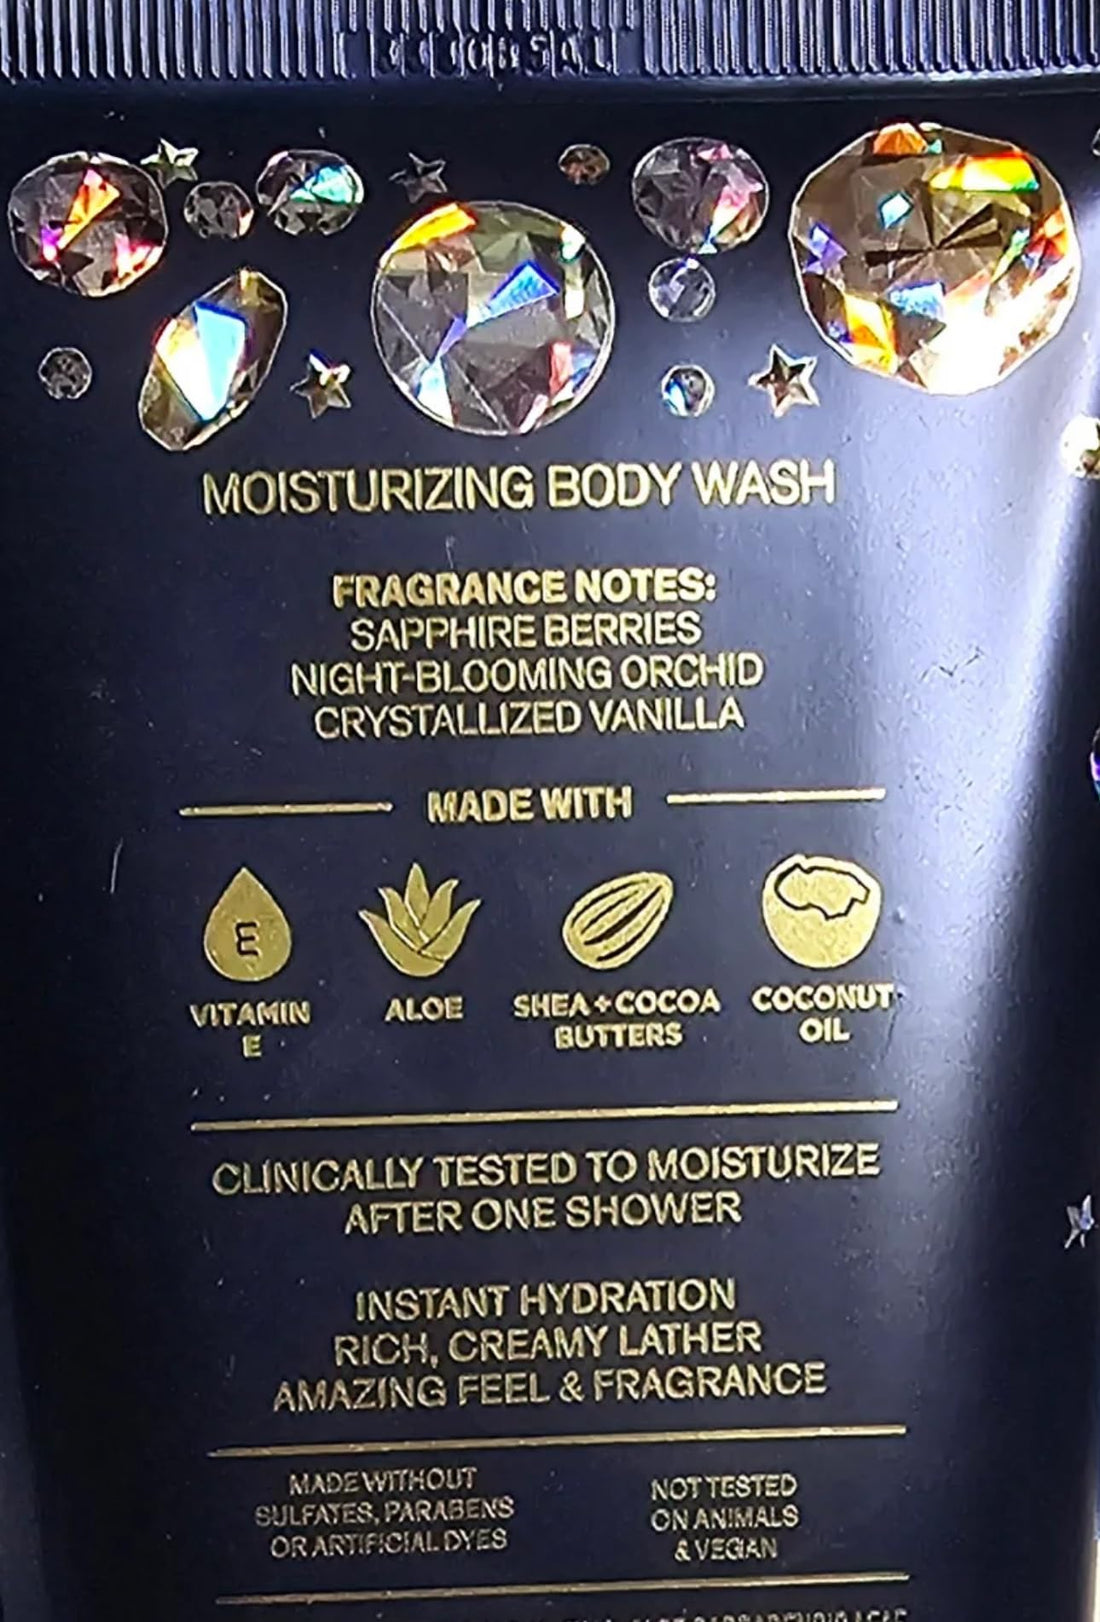 MOISTURIZING BODY WASH
FRAGRANCE NOTES:
SAPPHIRE BERRIES
NIGHT-BLOOMING ORCHID
CRYSTALLIZED VANILLA
MADE WITH
E
VITAMIN
E
ALOE
SHEA + COCOA
BUTTERS
COCONUT
OIL
CLINICALLY TESTED TO MOISTURIZE
AFTER ONE SHOWER
INSTANT HYDRATION
RICH, CREAMY LATHER
AMAZING FEEL & FRAGRANCE
MADE WITHOUT
SULFATES, PARABENS
OR ARTIFICIAL DYES
NOT TESTED
ON ANIMALS
& VEGAN